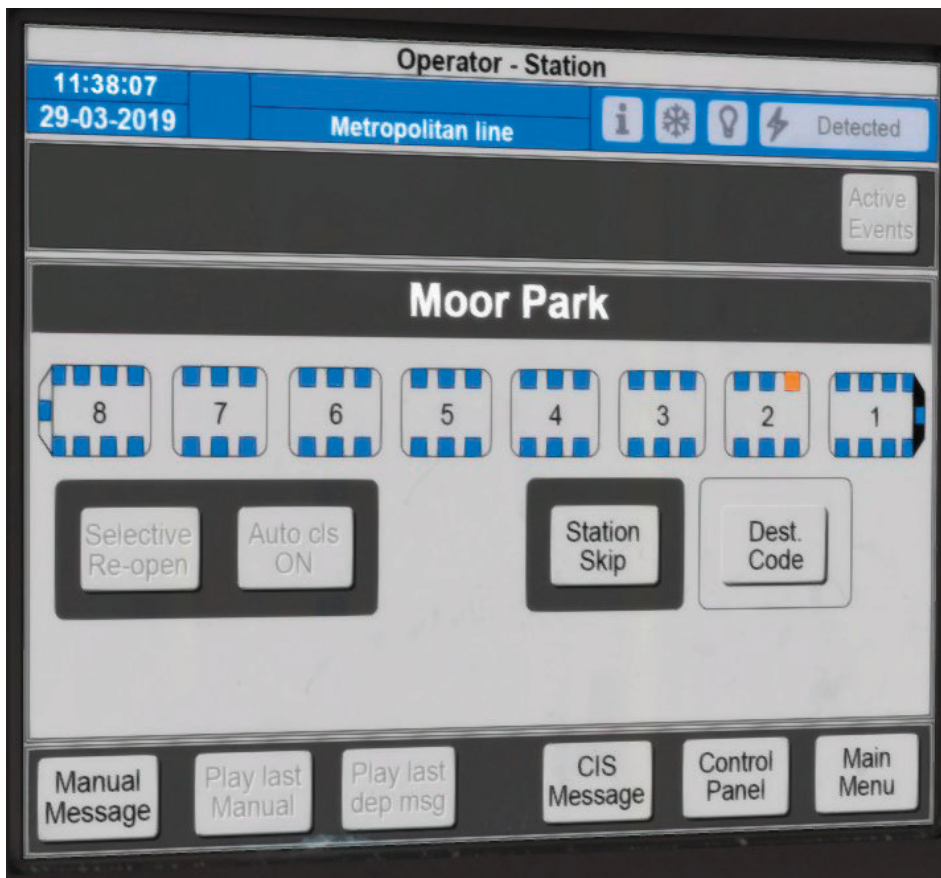 Operator - Station
11:38:07
29-03-2019
Metropolitan line
i
Detected
Active
Events
Moor Park
8 7 6 5 4 3 2 1
Selective
Re-open
Auto cls
ON
Station
Skip
Dest.
Code
Manual
Message
Play last
Manual
Play last
dep msg
CIS
Message
Control
Panel
Main
Menu